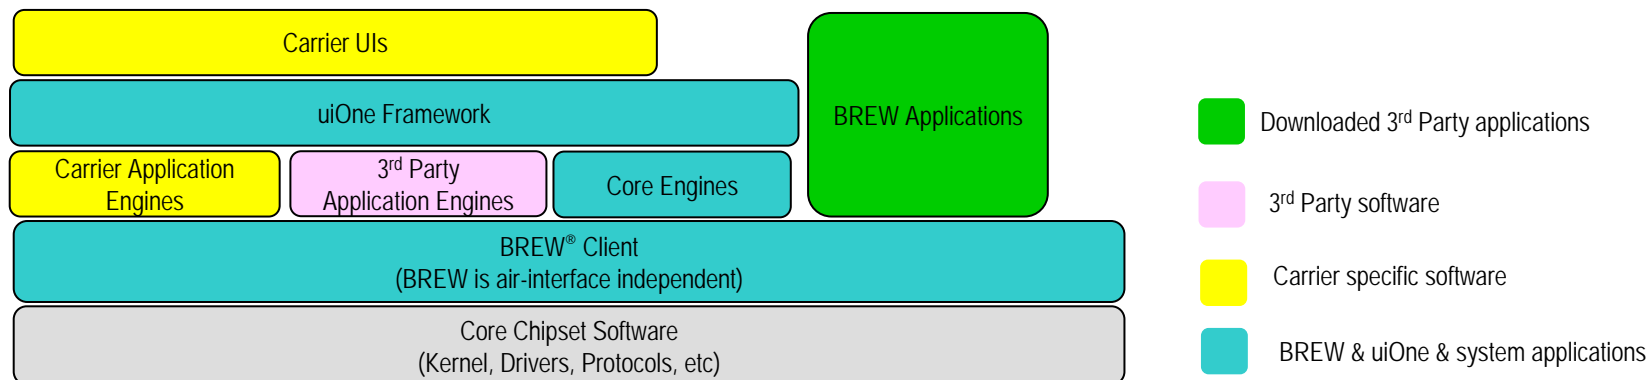 Carrier UIs
uiOne Framework
BREW Applications
Carrier Application
Engines
3rd Party
Application Engines
Core Engines
BREW® Client
(BREW is air-interface independent)
Core Chipset Software
(Kernel, Drivers, Protocols, etc)
Downloaded 3rd Party applications
3rd Party software
Carrier specific software
BREW & uiOne & system applications